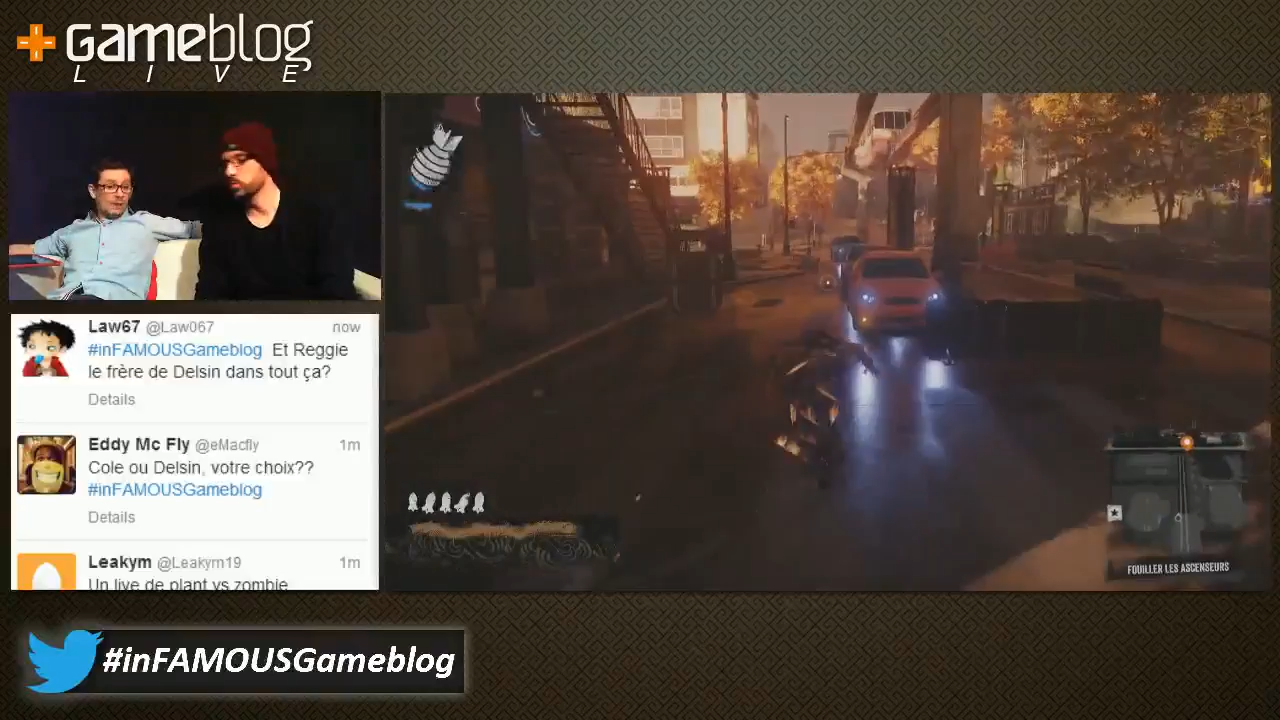 gameblog
LIVE
Law67 @Law067 now
#inFAMOUSGameblog Et Reggie
le frère de Delsin dans tout ça?
Details
Eddy Mc Fly @eMacfly 1m
Cole ou Delsin, votre choix??
#inFAMOUSGameblog
Details
Leakym @Leakym19 1m
Un live de plant vs zombie
FOUILLER LES ASCENSEURS
#inFAMOUSGameblog